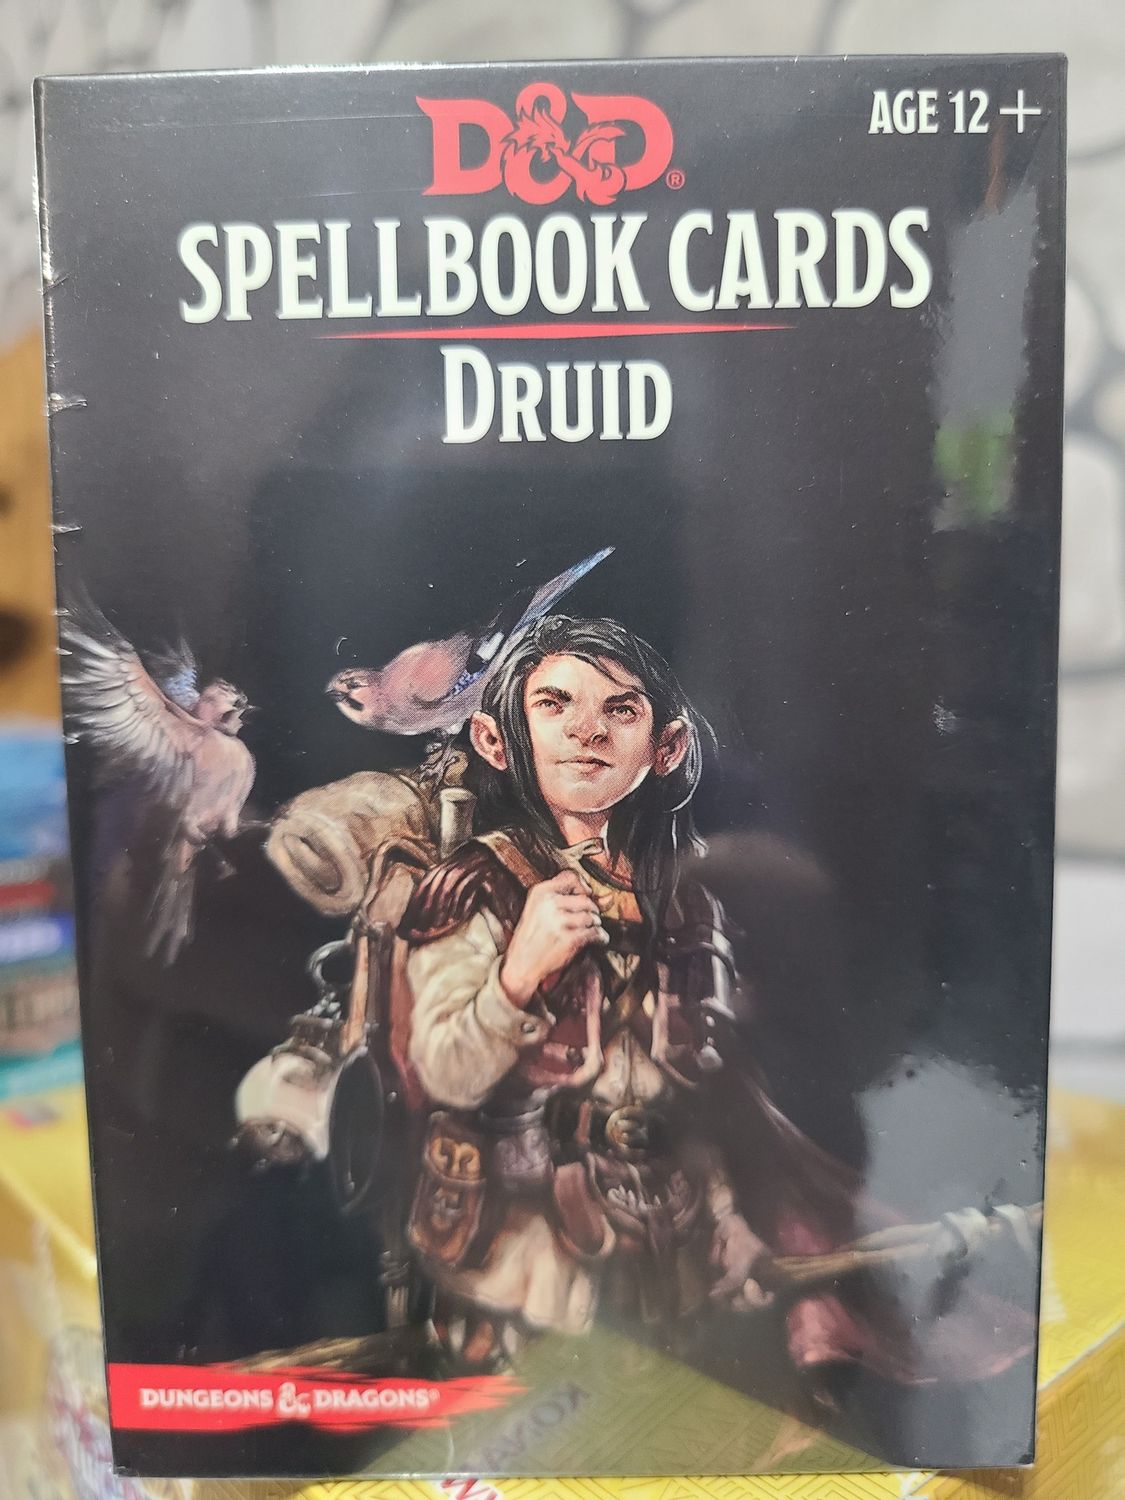 D&D®
AGE 12+
SPELLBOOK CARDS
DRUID
DUNGEONS & DRAGONS®